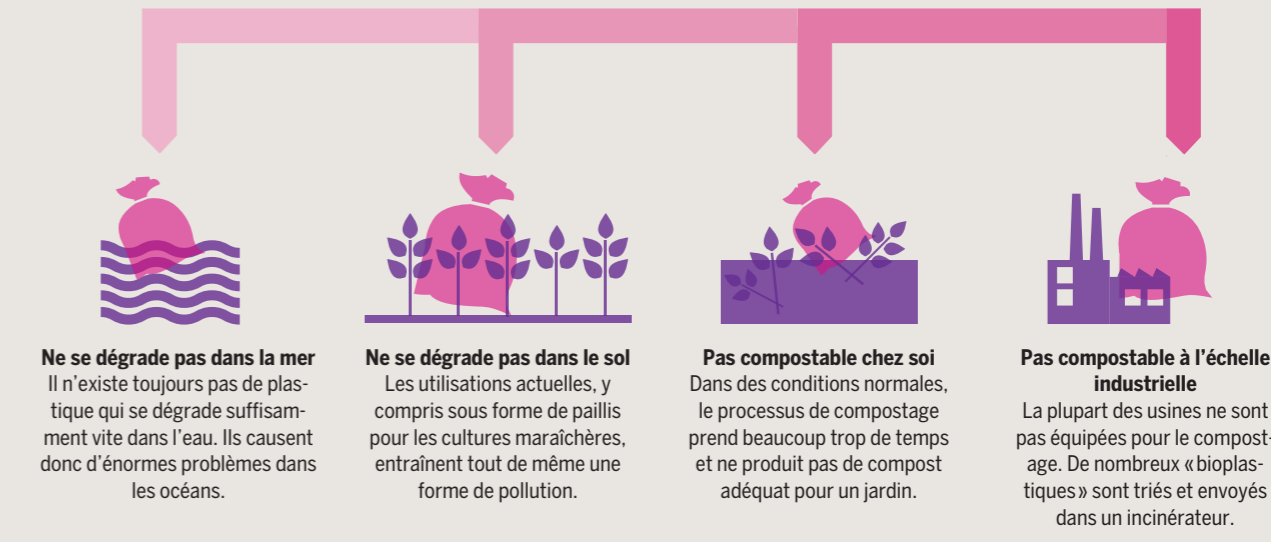 Ne se dégrade pas dans la mer
Il n'existe toujours pas de plas-
tique qui se dégrade suffisam-
ment vite dans l'eau. Ils causent
donc d'énormes problèmes dans
les océans.
Ne se dégrade pas dans le sol
Les utilisations actuelles, y
compris sous forme de paillis
pour les cultures maraîchères,
entraînent tout de même une
forme de pollution.
Pas compostable chez soi
Dans des conditions normales,
le processus de compostage
prend beaucoup trop de temps
et ne produit pas de compost
adéquat pour un jardin.
Pas compostable à l'échelle
industrielle
La plupart des usines ne sont
pas équipées pour le compost-
age. De nombreux «bioplas-
tiques» sont triés et envoyés
dans un incinérateur.